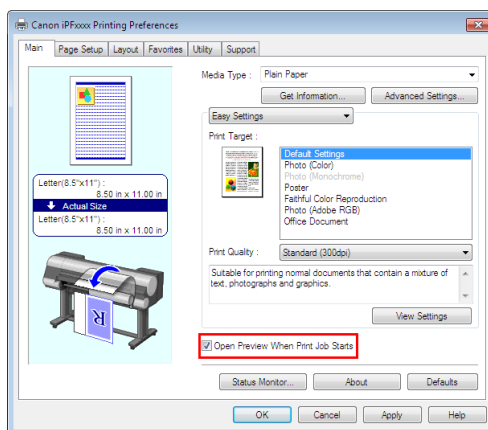 Canon iPFxxxx Printing Preferences
Main Page Setup Layout Favorites Utility Support
Media Type : Plain Paper
Get Information... Advanced Settings...
Easy Settings
Print Target :
Default Settings
Photo (Color)
Photo (Monochrome)
Poster
Faithful Color Reproduction
Photo (Adobe RGB)
Office Document
Letter(8.5"x11") :
8.50 in x 11.00 in
Actual Size
Letter(8.5"x11") :
8.50 in x 11.00 in
R
Print Quality : Standard (300dpi)
Suitable for printing normal documents that contain a mixture of
text, photographs and graphics.
View Settings
Open Preview When Print Job Starts
Status Monitor... About Defaults
OK Cancel Apply Help